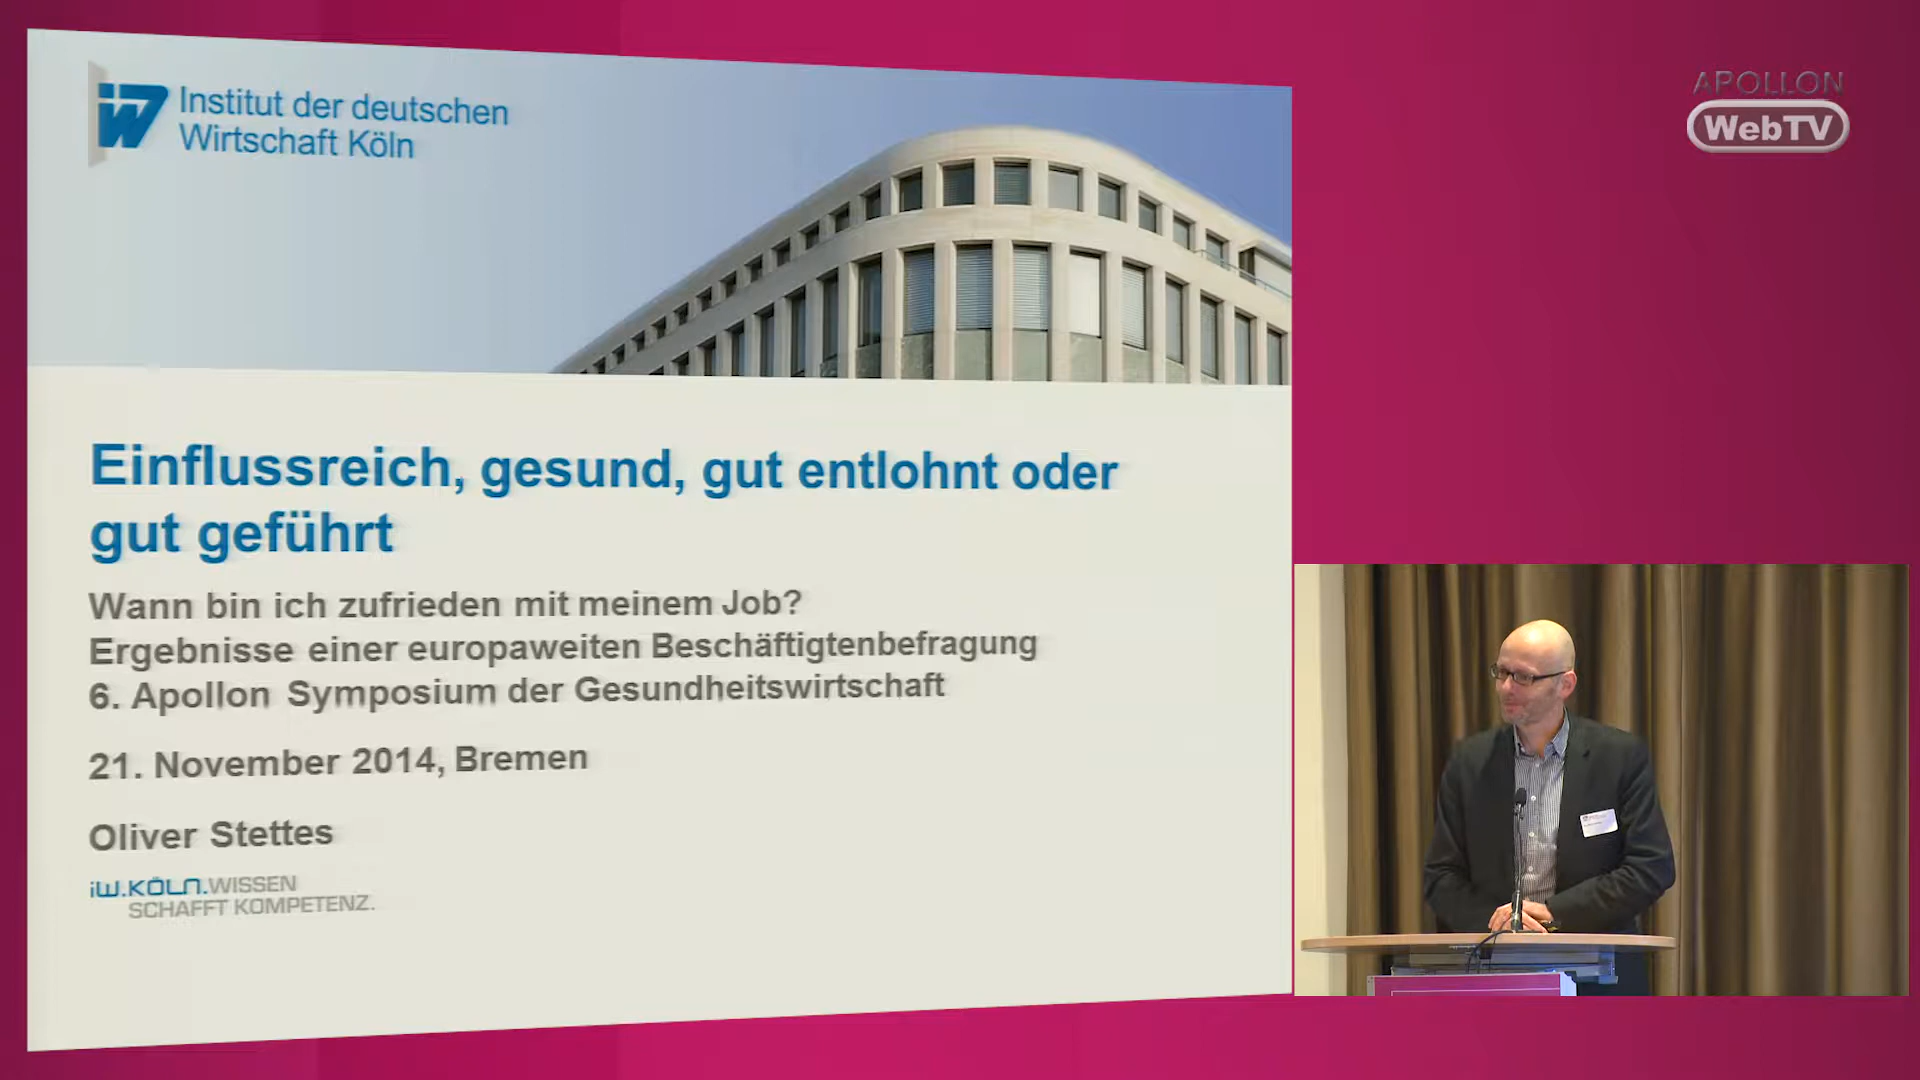 iW Institut der deutschen
Wirtschaft Köln
APOLLON
WebTV
Einflussreich, gesund, gut entlohnt oder
gut geführt
Wann bin ich zufrieden mit meinem Job?
Ergebnisse einer europaweiten Beschäftigtenbefragung
6. Apollon Symposium der Gesundheitswirtschaft
21. November 2014, Bremen
Oliver Stettes
iW.KÖLN.WISSEN
SCHAFFT KOMPETENZ.